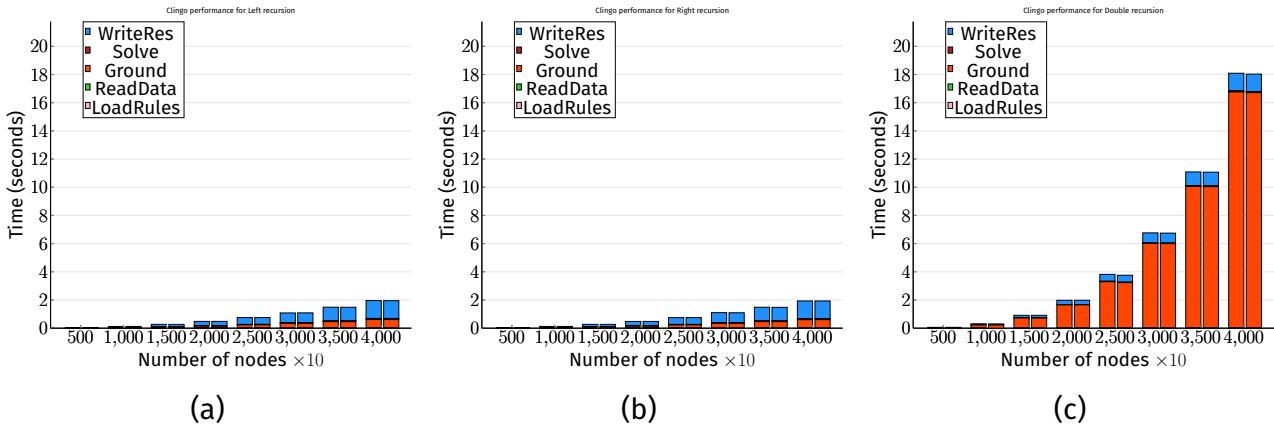 Clingo performance for Left recursion
WriteRes
Solve
Ground
ReadData
LoadRules
Time (seconds)
20
18
16
14
12
10
8
6
4
2
0
500 1,000 1,500 2,000 2,500 3,000 3,500 4,000
Number of nodes ×10
(a)
Clingo performance for Right recursion
WriteRes
Solve
Ground
ReadData
LoadRules
Time (seconds)
20
18
16
14
12
10
8
6
4
2
0
500 1,000 1,500 2,000 2,500 3,000 3,500 4,000
Number of nodes ×10
(b)
Clingo performance for Double recursion
WriteRes
Solve
Ground
ReadData
LoadRules
Time (seconds)
20
18
16
14
12
10
8
6
4
2
0
500 1,000 1,500 2,000 2,500 3,000 3,500 4,000
Number of nodes ×10
(c)